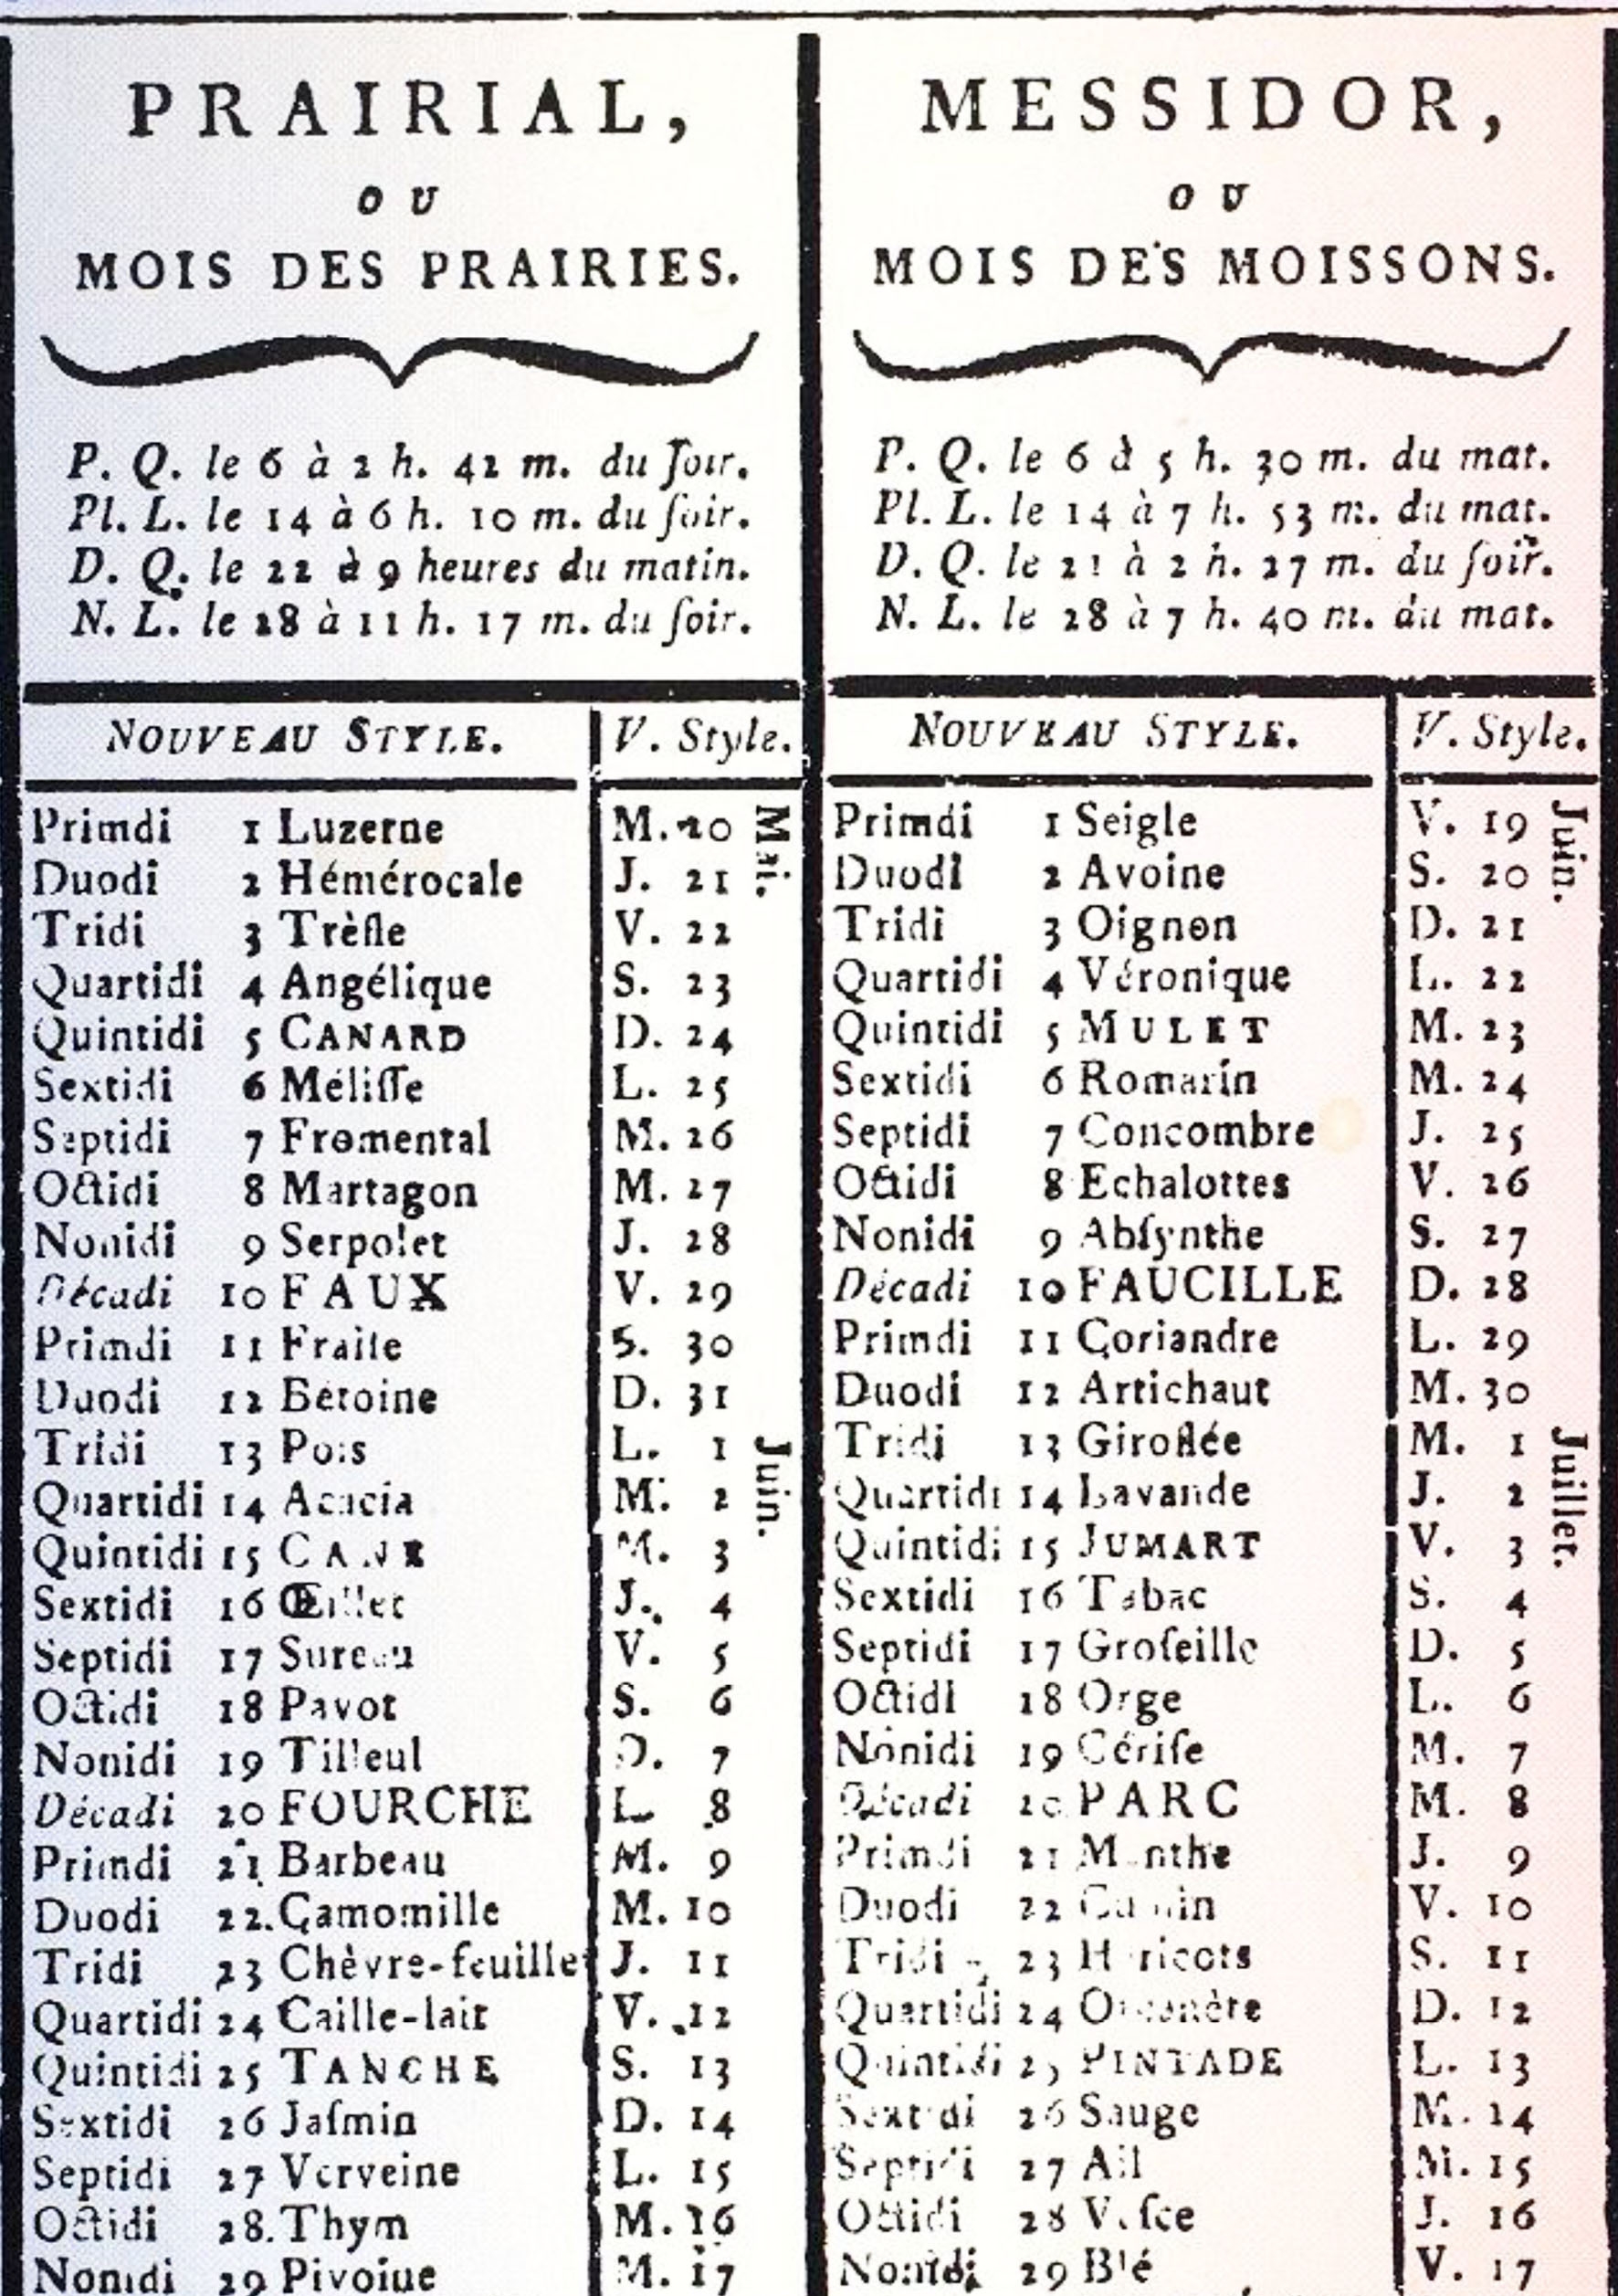 PRAIRIAL,
OU
MOIS DES PRAIRIES.
P. Q. le 6 à 2 h. 42 m. du ſoir.
Pl. L. le 14 à 6 h. 10 m. du ſoir.
D. Q. le 22 à 9 heures du matin.
N. L. le 28 à 11 h. 17 m. du ſoir.
NOUVEAU STYLE. V. Style.
Primdi 1 Luzerne M. 20 Mai.
Duodi 2 Hémérocale J. 21
Tridi 3 Trèfle V. 22
Quartidi 4 Angélique S. 23
Quintidi 5 CANARD D. 24
Sextidi 6 Méliſſe L. 25
Septidi 7 Fromental M. 26
Octidi 8 Martagon M. 27
Nonidi 9 Serpolet J. 28
Décadi 10 FAUX V. 29
Primdi 11 Fraiſe S. 30
Duodi 12 Bétoine D. 31
Tridi 13 Pois L. 1 Juin.
Quartidi 14 Acacia M. 2
Quintidi 15 CANE M. 3
Sextidi 16 Œillet J. 4
Septidi 17 Sureau V. 5
Octidi 18 Pavot S. 6
Nonidi 19 Tilleul D. 7
Décadi 20 FOURCHE L. 8
Primdi 21 Barbeau M. 9
Duodi 22. Camomille M. 10
Tridi 23 Chèvre-feuille J. 11
Quartidi 24 Caille-lait V. 12
Quintidi 25 TANCHE S. 13
Sextidi 26 Jaſmin D. 14
Septidi 27 Verveine L. 15
Octidi 28. Thym M. 16
Nonidi 29 Pivoine M. 17
MESSIDOR,
OU
MOIS DES MOISSONS.
P. Q. le 6 à 5 h. 30 m. du mat.
Pl. L. le 14 à 7 h. 53 m. du mat.
D. Q. le 21 à 2 h. 27 m. du ſoir.
N. L. le 28 à 7 h. 40 m. du mat.
NOUVEAU STYLE. V. Style.
Primdi 1 Seigle V. 19 Juin.
Duodi 2 Avoine S. 20
Tridi 3 Oignon D. 21
Quartidi 4 Véronique L. 22
Quintidi 5 MULET M. 23
Sextidi 6 Romarin M. 24
Septidi 7 Concombre J. 25
Octidi 8 Echalottes V. 26
Nonidi 9 Abſynthe S. 27
Décadi 10 FAUCILLE D. 28
Primdi 11 Coriandre L. 29
Duodi 12 Artichaut M. 30
Tridi 13 Giroflée M. 1 Juillet.
Quartidi 14 Lavande J. 2
Quintidi 15 JUMART V. 3
Sextidi 16 Tabac S. 4
Septidi 17 Groſeille D. 5
Octidi 18 Orge L. 6
Nonidi 19 Cériſe M. 7
Décadi 20 PARC M. 8
Primdi 21 Menthe J. 9
Duodi 22 Cumin V. 10
Tridi 23 Haricots S. 11
Quartidi 24 Orcanète D. 12
Quintidi 25 PINTADE L. 13
Sextidi 26 Sauge M. 14
Septidi 27 Ail M. 15
Octidi 28 Veſce J. 16
Nonidi 29 Blé V. 17